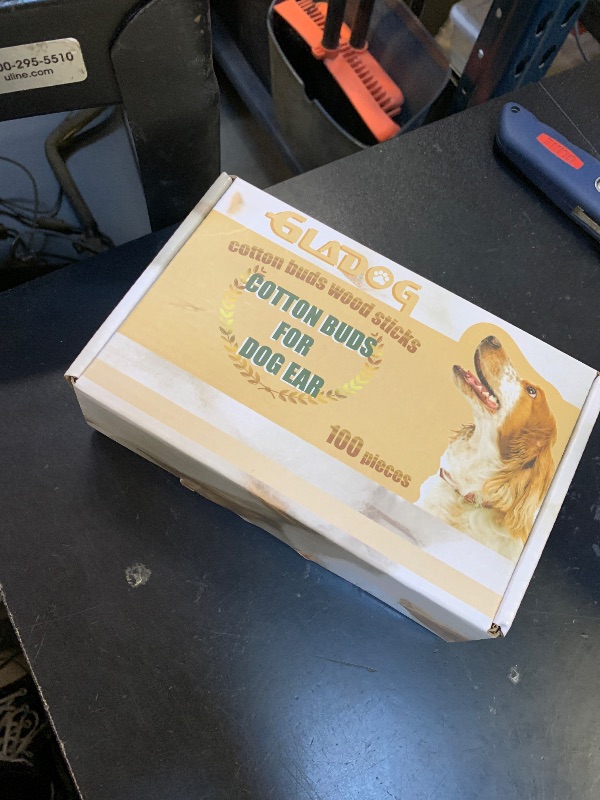 00-295-5510
uline.com
GLADOG
cotton buds wood sticks
COTTON BUDS
FOR
DOG EAR
100 pieces